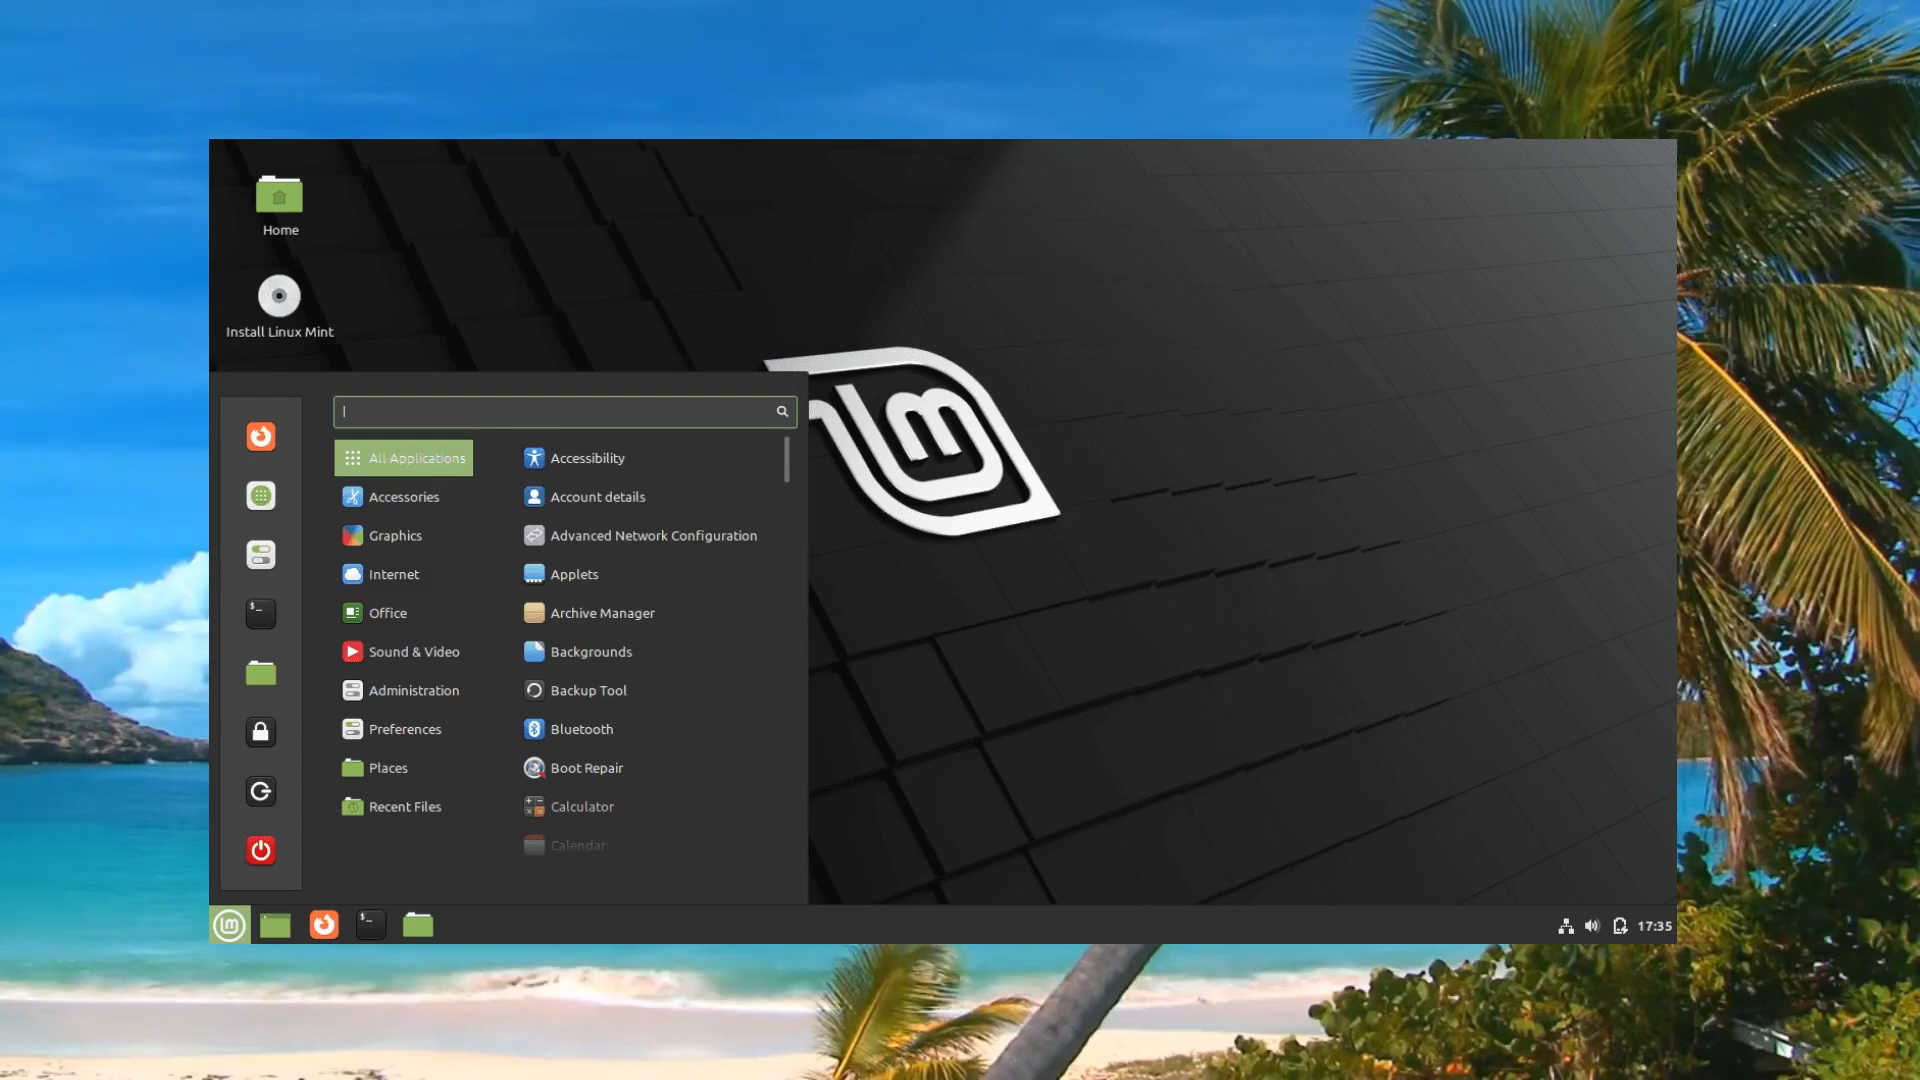 Home
Install Linux Mint
All Applications
Accessories
Graphics
Internet
Office
Sound & Video
Administration
Preferences
Places
Recent Files
Accessibility
Account details
Advanced Network Configuration
Applets
Archive Manager
Backgrounds
Backup Tool
Bluetooth
Boot Repair
Calculator
Calendar
17:35